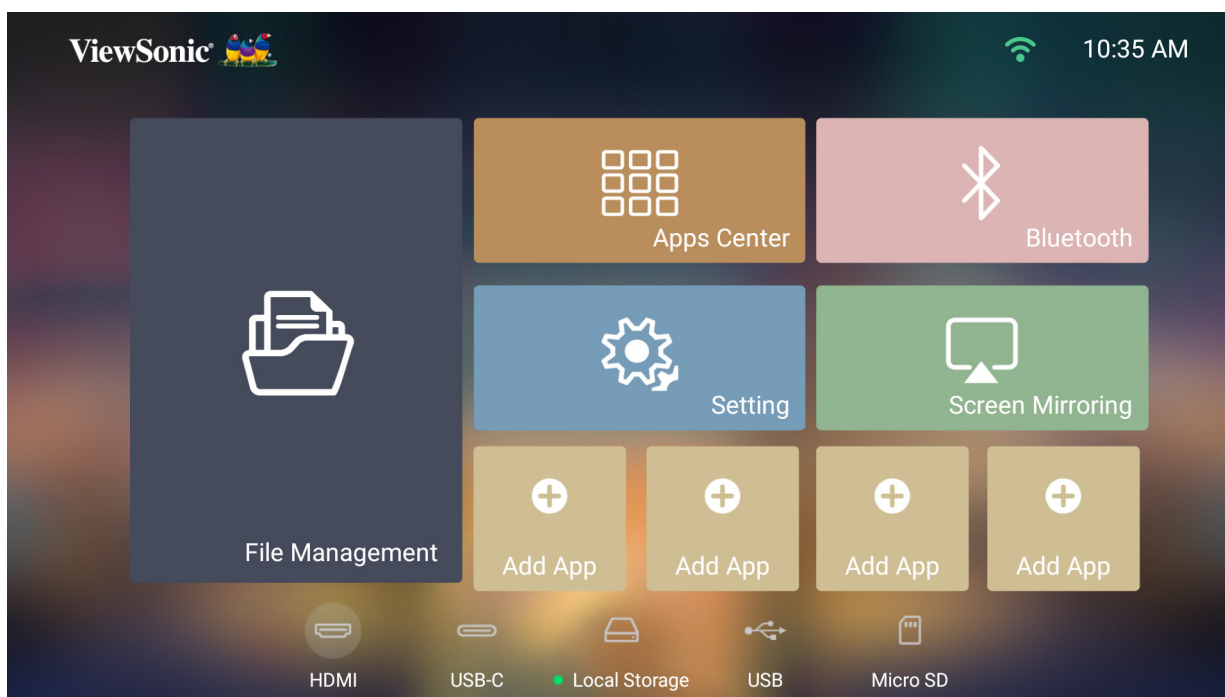 ViewSonic®
10:35 AM
Apps Center
Bluetooth
Setting
Screen Mirroring
File Management
Add App
Add App
Add App
Add App
HDMI
USB-C
Local Storage
USB
Micro SD